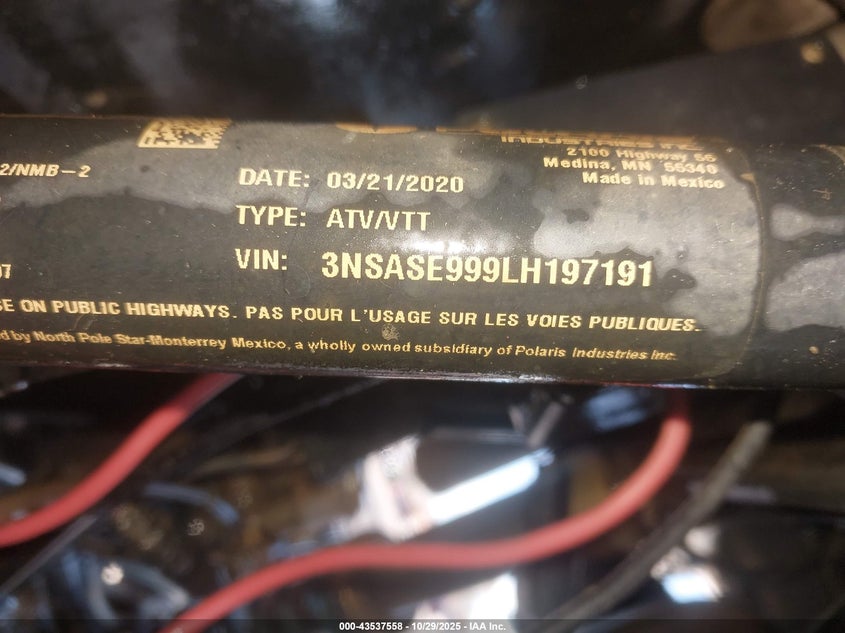 INDUSTRIES INC.
2100 Highway 55
Medina, MN 55340
Made in Mexico
2/NMB-2
DATE: 03/21/2020
TYPE: ATV/VTT
VIN: 3NSASE999LH197191
SE ON PUBLIC HIGHWAYS. PAS POUR L'USAGE SUR LES VOIES PUBLIQUES.
ed by North Pole Star-Monterrey Mexico, a wholly owned subsidiary of Polaris Industries Inc.
000-43537558 - 10/29/2025 - IAA Inc.